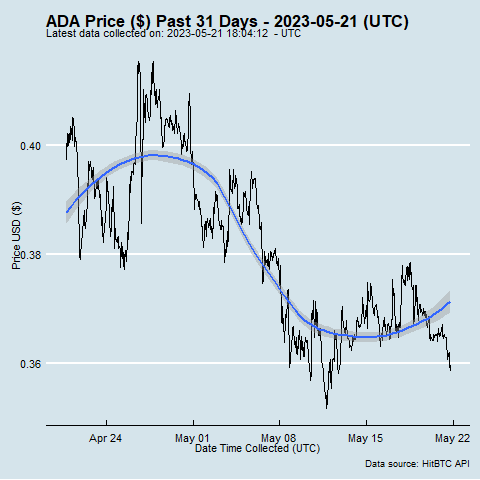 ADA Price ($) Past 31 Days - 2023-05-21 (UTC)
Latest data collected on: 2023-05-21 18:04:12 - UTC
0.40
0.38
0.36
Price USD ($)
Apr 24 May 01 May 08 May 15 May 22
Date Time Collected (UTC)
Data source: HitBTC API